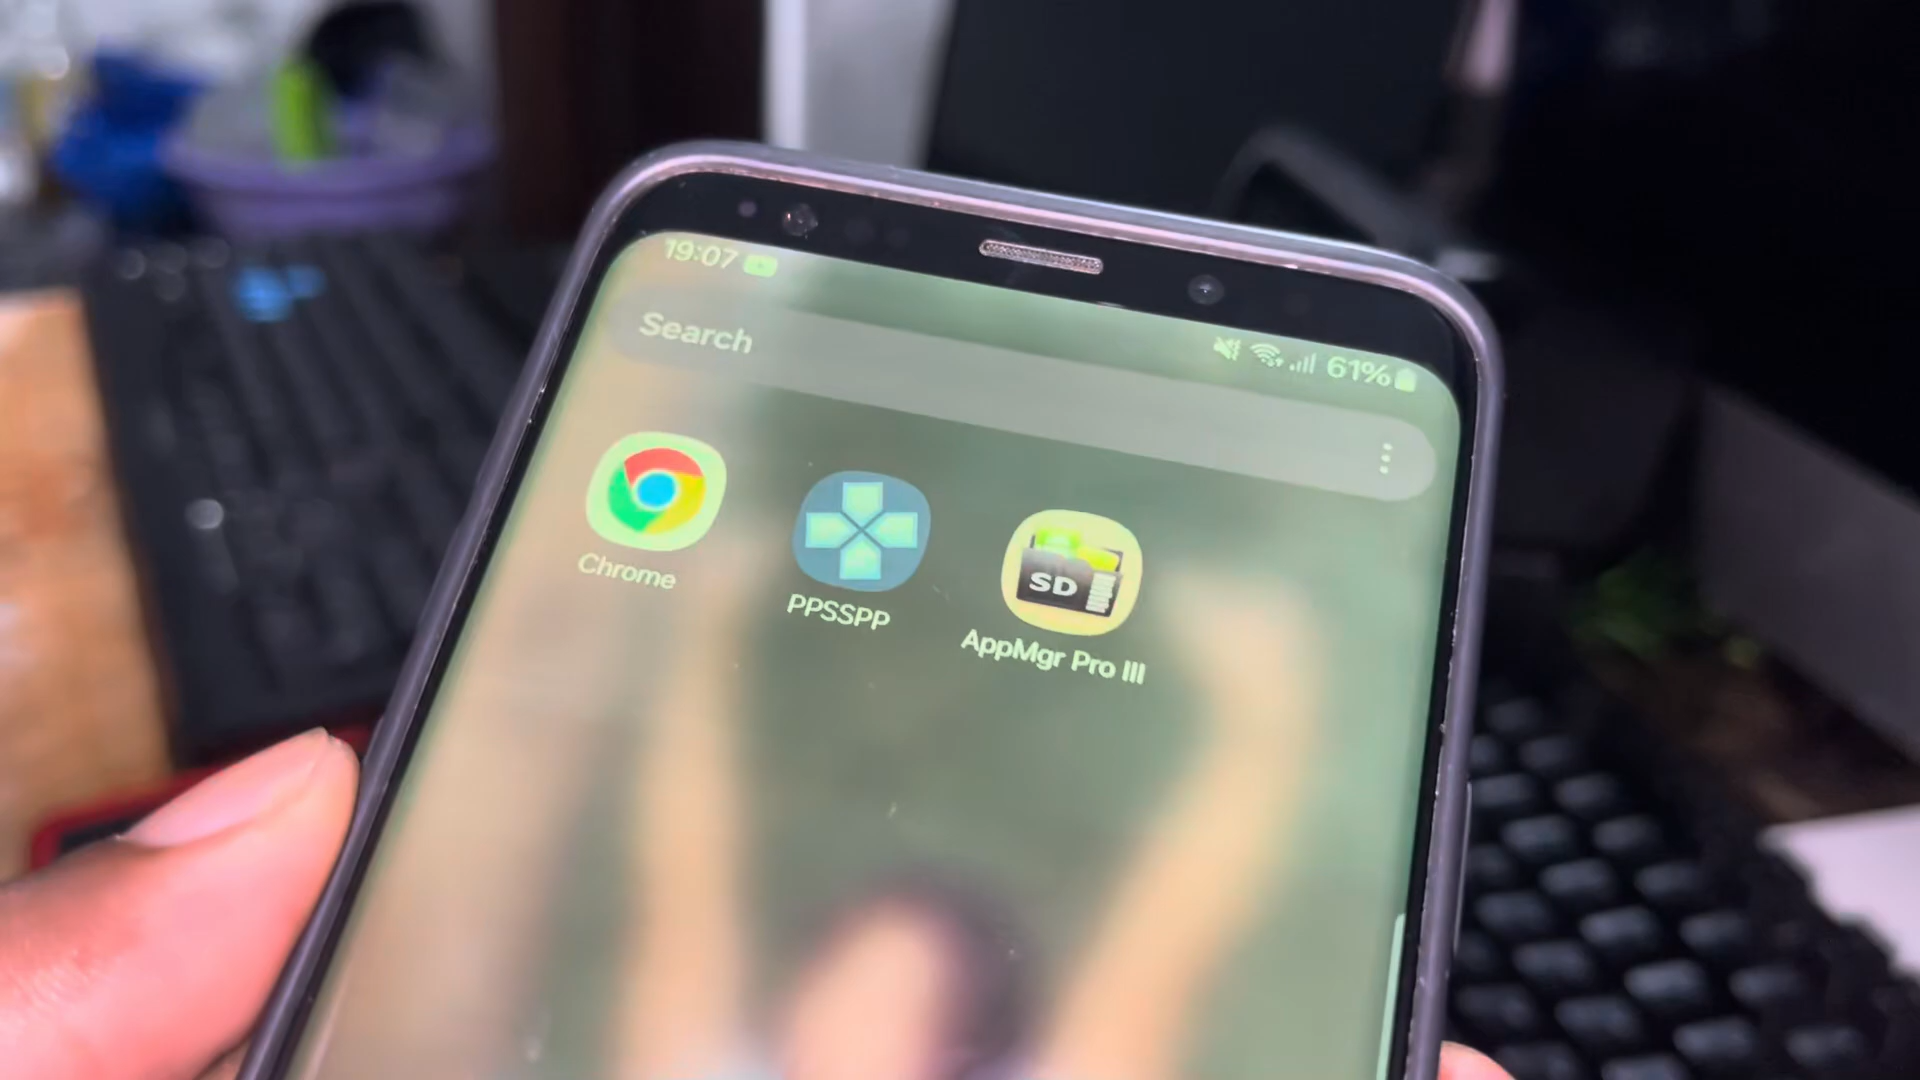 19:07
61%
Search
Chrome
PPSSPP
SD
AppMgr Pro III